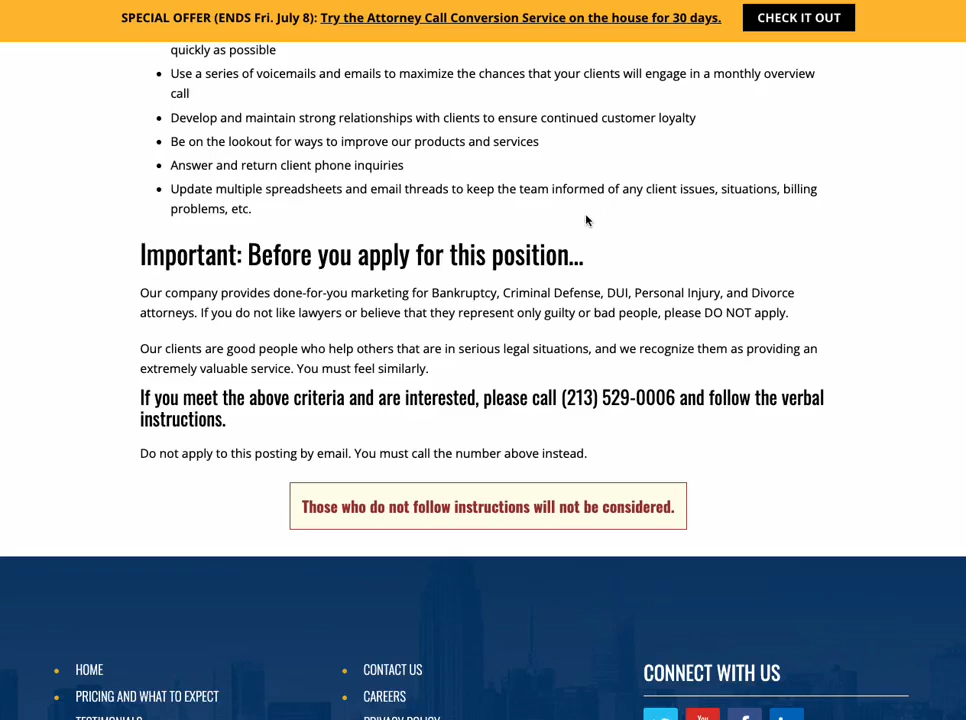 SPECIAL OFFER (ENDS Fri. July 8): Try the Attorney Call Conversion Service on the house for 30 days. CHECK IT OUT
quickly as possible
• Use a series of voicemails and emails to maximize the chances that your clients will engage in a monthly overview
call
• Develop and maintain strong relationships with clients to ensure continued customer loyalty
• Be on the lookout for ways to improve our products and services
• Answer and return client phone inquiries
• Update multiple spreadsheets and email threads to keep the team informed of any client issues, situations, billing
problems, etc.
Important: Before you apply for this position...
Our company provides done-for-you marketing for Bankruptcy, Criminal Defense, DUI, Personal Injury, and Divorce
attorneys. If you do not like lawyers or believe that they represent only guilty or bad people, please DO NOT apply.
Our clients are good people who help others that are in serious legal situations, and we recognize them as providing an
extremely valuable service. You must feel similarly.
If you meet the above criteria and are interested, please call (213) 529-0006 and follow the verbal
instructions.
Do not apply to this posting by email. You must call the number above instead.
Those who do not follow instructions will not be considered.
• HOME
• PRICING AND WHAT TO EXPECT
TESTIMONIALS
• CONTACT US
• CAREERS
PRIVACY POLICY
CONNECT WITH US
You